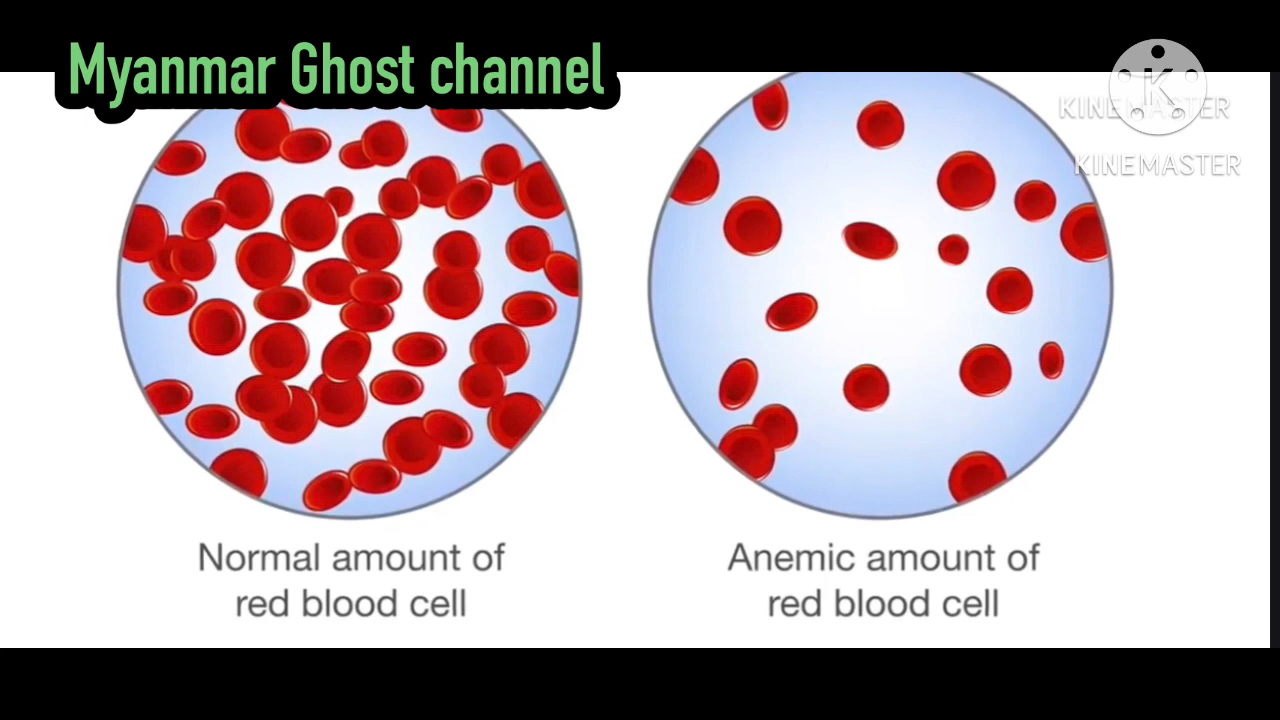 Myanmar Ghost channel
K
KINEMASTER
KINEMASTER
Normal amount of
red blood cell
Anemic amount of
red blood cell